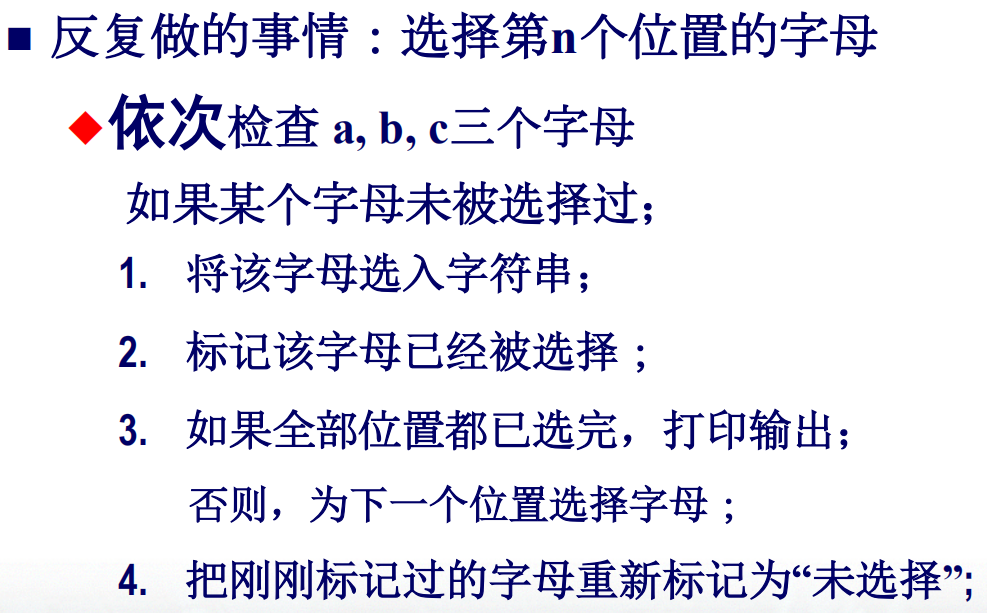 反复做的事情：选择第n个位置的字母
依次检查 a, b, c三个字母
如果某个字母未被选择过；
1. 将该字母选入字符串；
2. 标记该字母已经被选择；
3. 如果全部位置都已选完，打印输出；
否则，为下一个位置选择字母；
4. 把刚刚标记过的字母重新标记为“未选择”；